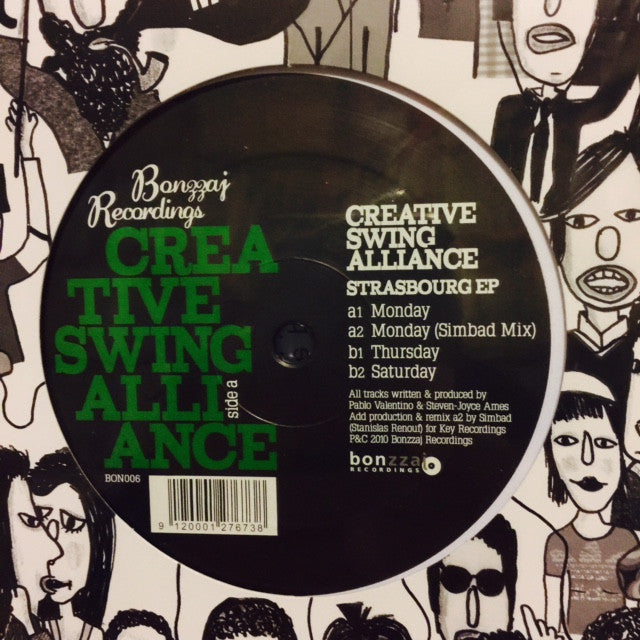 Bonzzaj
Recordings
CREA
TIVE
SWING
ALLI
ANCE
side a
BON006
9 120001 276738
CREATIVE
SWING
ALLIANCE
STRASBOURG EP
a1 Monday
a2 Monday (Simbad Mix)
b1 Thursday
b2 Saturday
All tracks written & produced by
Pablo Valentino & Steven-Joyce Ames
Add production & remix a2 by Simbad
(Stanislas Renouf) for Key Recordings
P&C 2010 Bonzzaj Recordings
bonzzaj
RECORDINGS